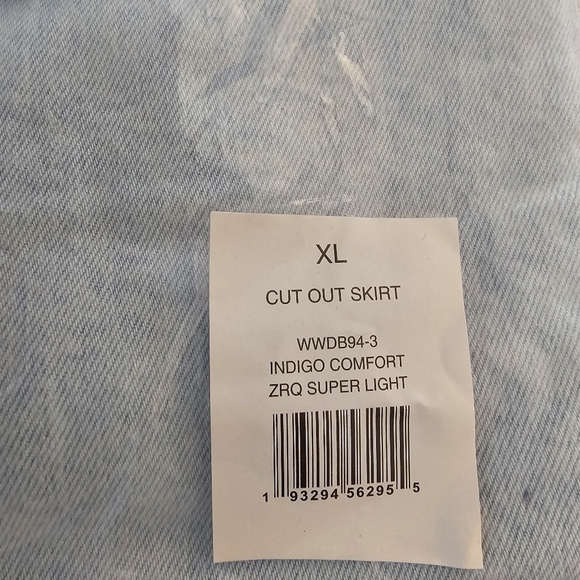 XL
CUT OUT SKIRT
WWDB94-3
INDIGO COMFORT
ZRQ SUPER LIGHT
1 93294 56295 5